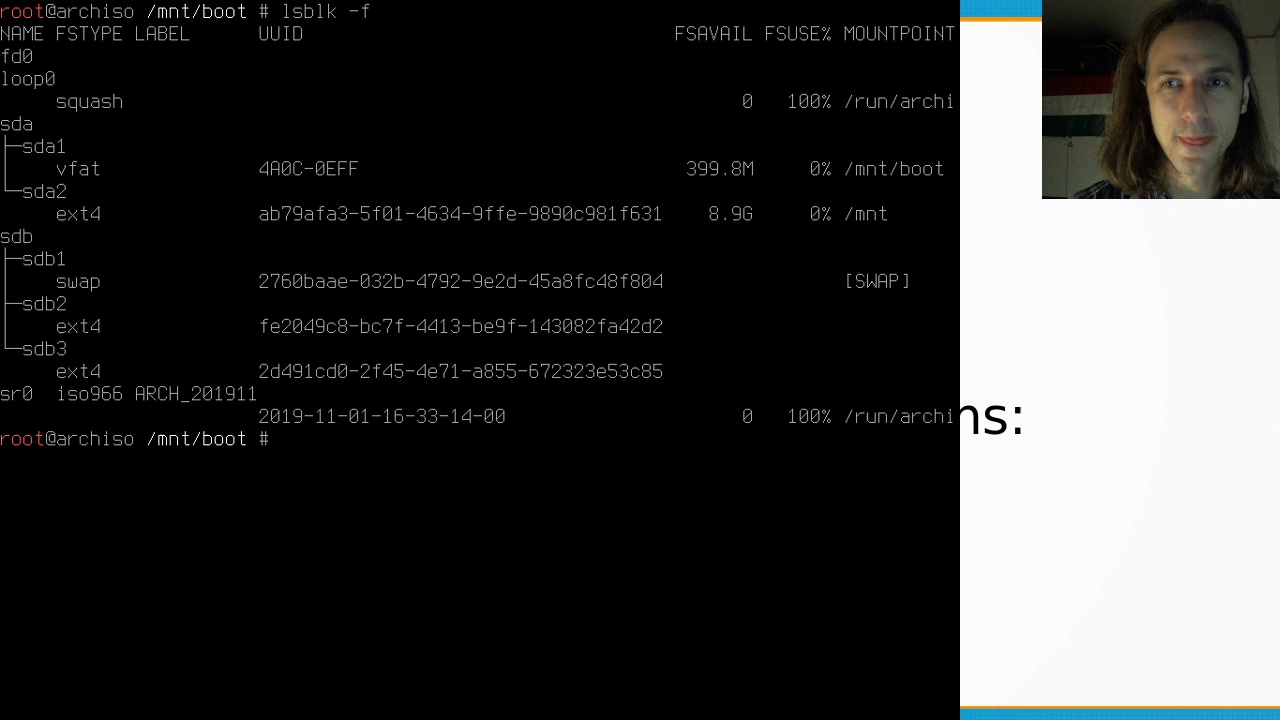 root@archiso /mnt/boot # lsblk -f
NAME FSTYPE LABEL UUID FSAVAIL FSUSE% MOUNTPOINT
fd0
loop0
squash 0 100% /run/archi
sda
├─sda1
│ vfat 4A0C-0EFF 399.8M 0% /mnt/boot
└─sda2
ext4 ab79afa3-5f01-4634-9ffe-9890c981f631 8.9G 0% /mnt
sdb
├─sdb1
│ swap 2760baae-032b-4792-9e2d-45a8fc48f804 [SWAP]
├─sdb2
│ ext4 fe2049c8-bc7f-4413-be9f-143082fa42d2
└─sdb3
ext4 2d491cd0-2f45-4e71-a855-672323e53c85
sr0 iso966 ARCH_201911
2019-11-01-16-33-14-00 0 100% /run/archi
root@archiso /mnt/boot #
ns: